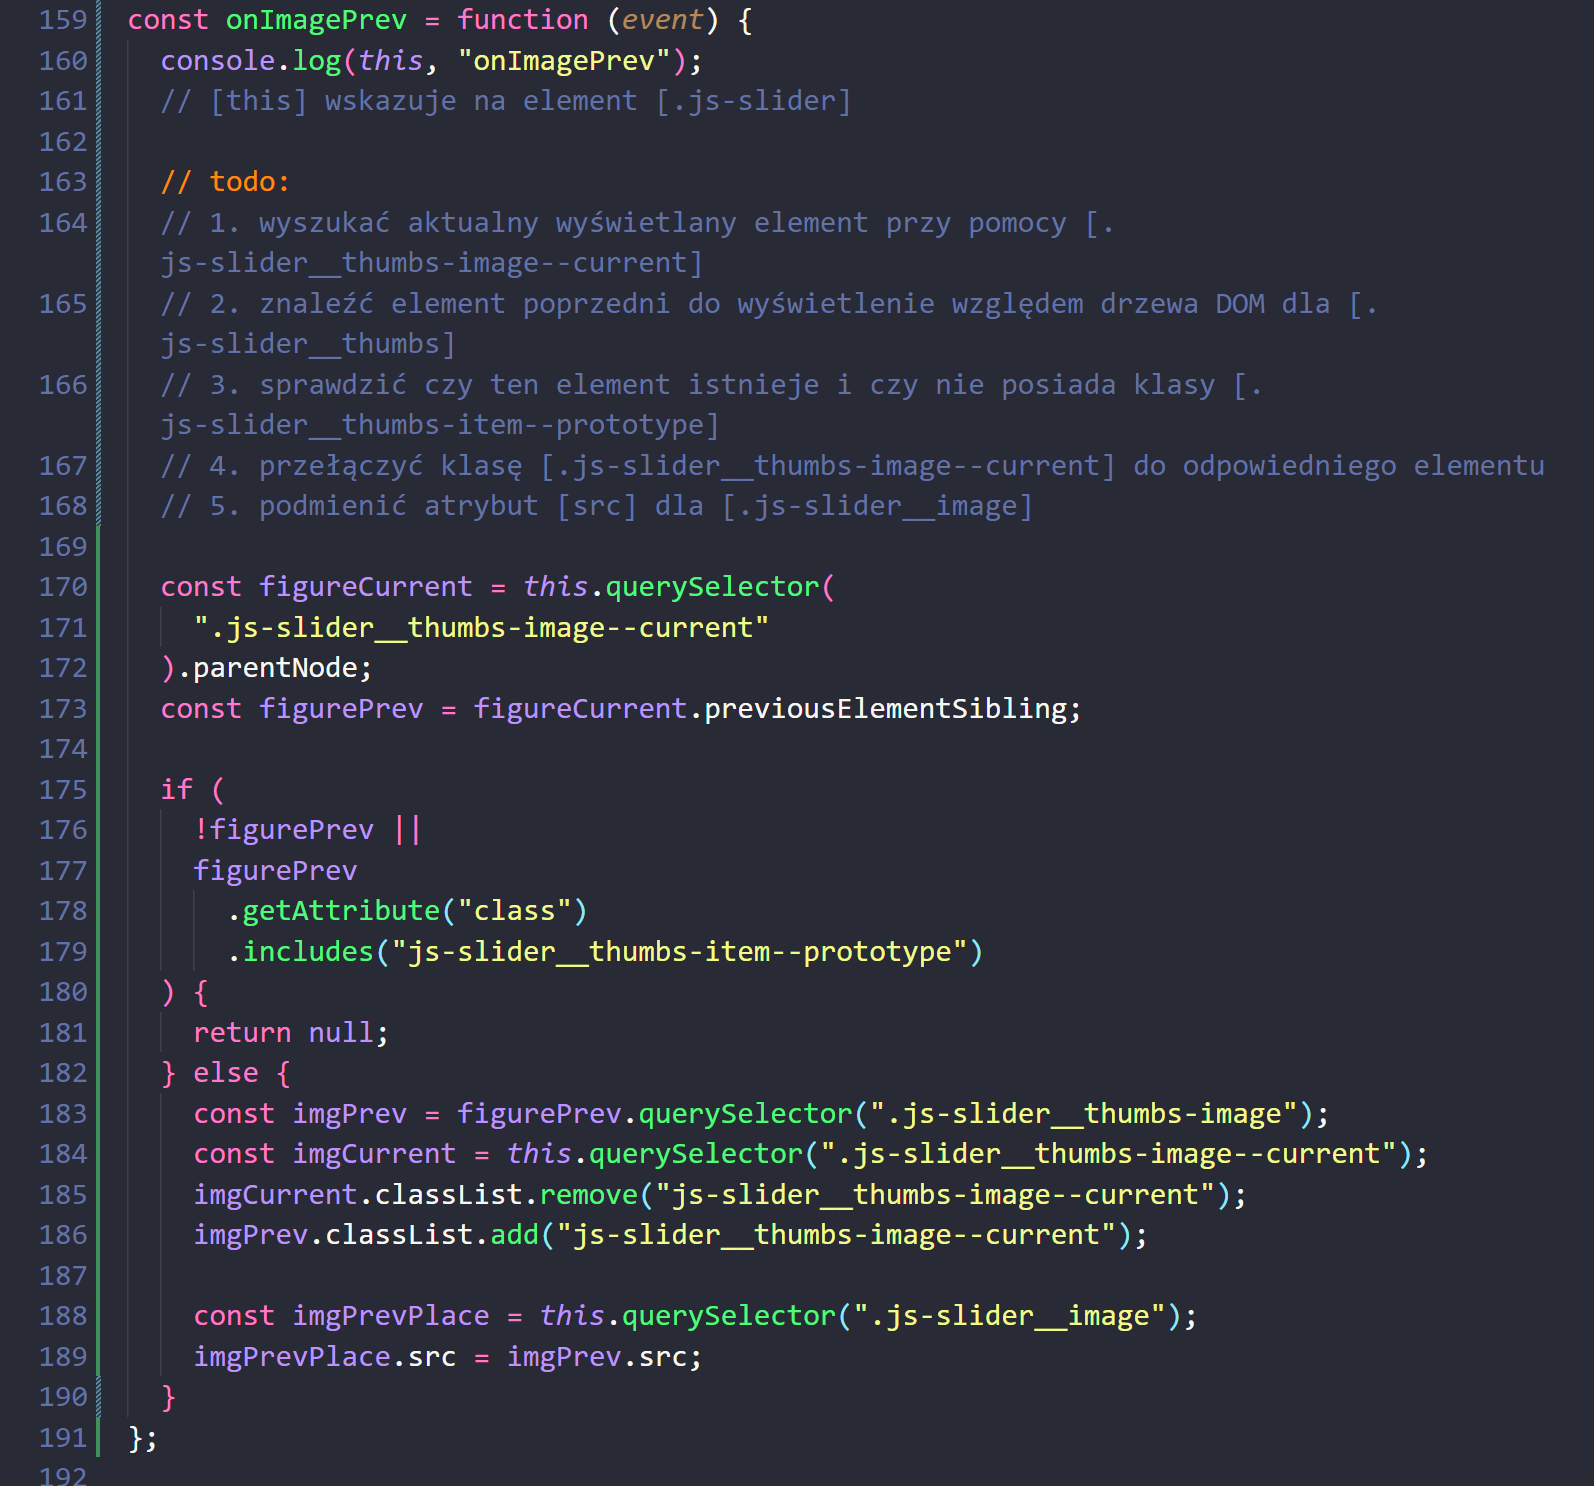 159 const onImagePrev = function (event) {
160 console.log(this, "onImagePrev");
161 // [this] wskazuje na element [.js-slider]
162
163 // todo:
164 // 1. wyszukać aktualny wyświetlany element przy pomocy [.
js-slider__thumbs-image--current]
165 // 2. znaleźć element poprzedni do wyświetlenie względem drzewa DOM dla [.
js-slider__thumbs]
166 // 3. sprawdzić czy ten element istnieje i czy nie posiada klasy [.
js-slider__thumbs-item--prototype]
167 // 4. przełączyć klasę [.js-slider__thumbs-image--current] do odpowiedniego elementu
168 // 5. podmienić atrybut [src] dla [.js-slider__image]
169
170 const figureCurrent = this.querySelector(
171 ".js-slider__thumbs-image--current"
172 ).parentNode;
173 const figurePrev = figureCurrent.previousElementSibling;
174
175 if (
176 !figurePrev ||
177 figurePrev
178 .getAttribute("class")
179 .includes("js-slider__thumbs-item--prototype")
180 ) {
181 return null;
182 } else {
183 const imgPrev = figurePrev.querySelector(".js-slider__thumbs-image");
184 const imgCurrent = this.querySelector(".js-slider__thumbs-image--current");
185 imgCurrent.classList.remove("js-slider__thumbs-image--current");
186 imgPrev.classList.add("js-slider__thumbs-image--current");
187
188 const imgPrevPlace = this.querySelector(".js-slider__image");
189 imgPrevPlace.src = imgPrev.src;
190 }
191 };
192